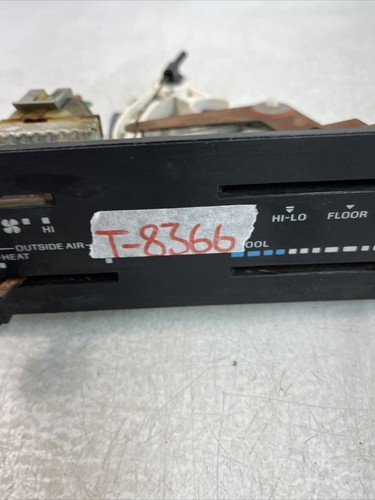 HI
HI-LO
FLOOR
OUTSIDE AIR
HEAT
T-8366
OOL